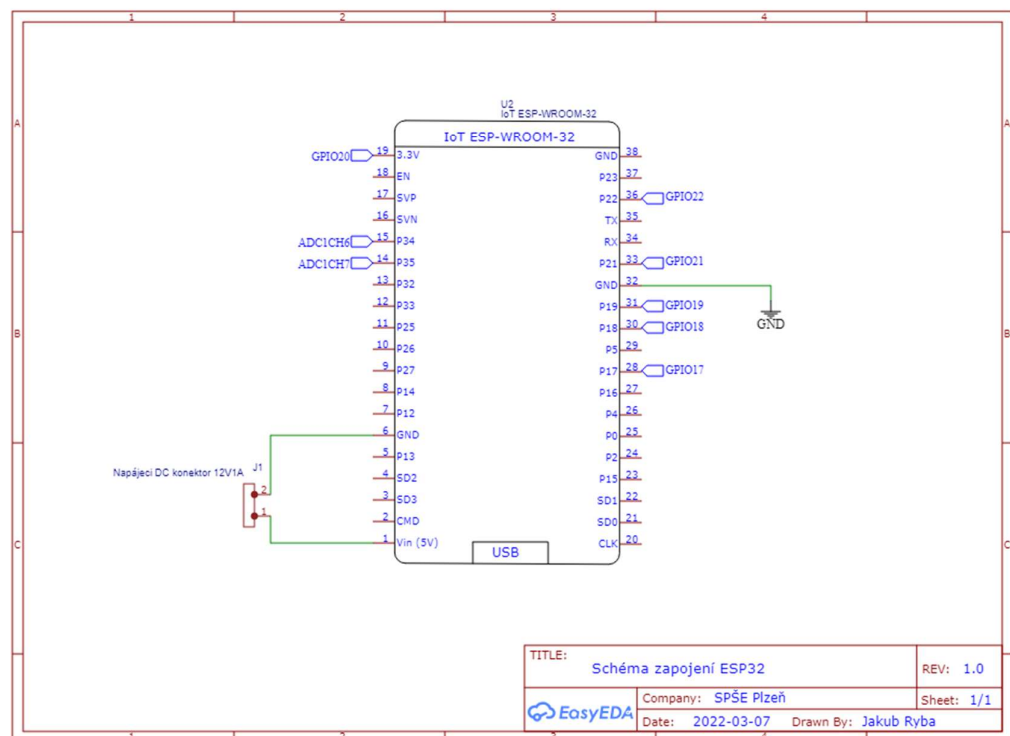 1 2 3 4
A A
B B
C C
U2
IoT ESP-WROOM-32
IoT ESP-WROOM-32
GPIO20 19 3.3V
18 EN
17 SVP
16 SVN
ADC1CH6 15 P34
ADC1CH7 14 P35
13 P32
12 P33
11 P25
10 P26
9 P27
8 P14
7 P12
6 GND
5 P13
4 SD2
3 SD3
2 CMD
1 Vin (5V)
GND 38
P23 37
P22 36 GPIO22
TX 35
RX 34
P21 33 GPIO21
GND 32
P19 31 GPIO19
P18 30 GPIO18
P5 29
P17 28 GPIO17
P16 27
P4 26
P0 25
P2 24
P15 23
SD1 22
SD0 21
CLK 20
GND
USB
Napájecí DC konektor 12V1A J1
2
1
TITLE:
Schéma zapojení ESP32
REV: 1.0
EasyEDA
Company: SPŠE Plzeň
Sheet: 1/1
Date: 2022-03-07 Drawn By: Jakub Ryba
1 2 3 4